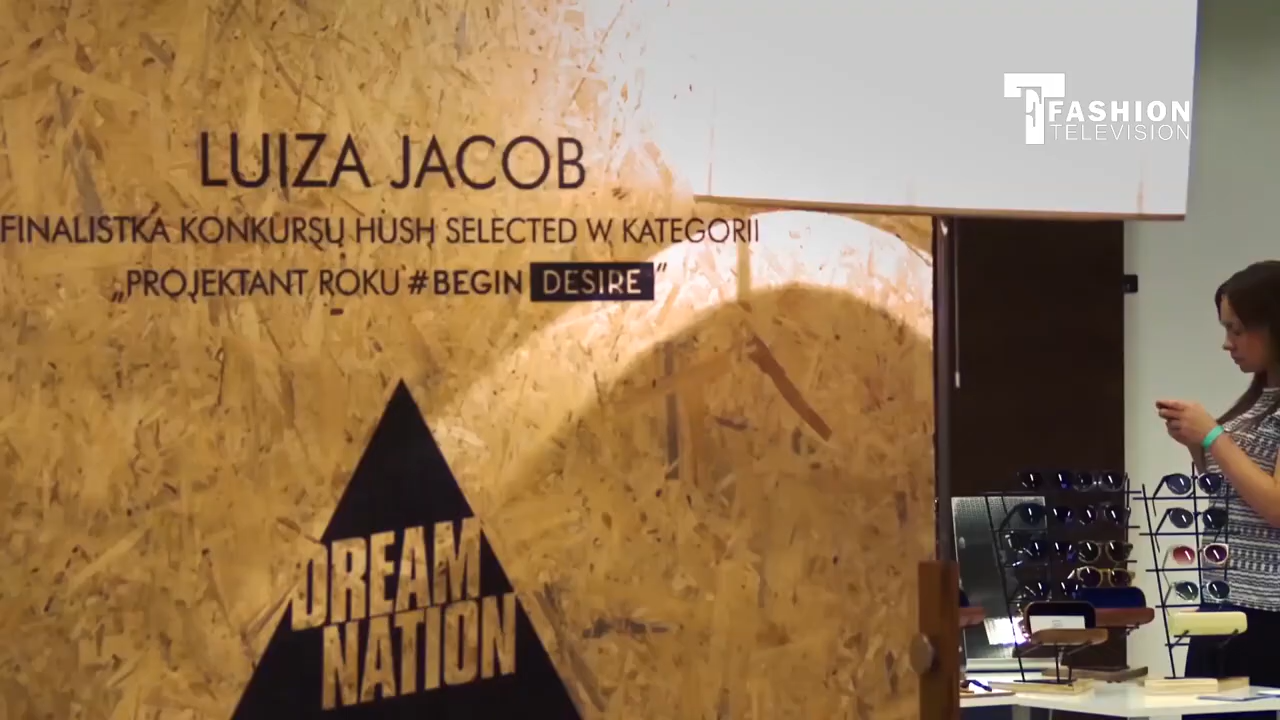 FASHION
TELEVISION
LUIZA JACOB
FINALISTKA KONKURSU HUSH SELECTED W KATEGORII
„PROJEKTANT ROKU #BEGIN DESIRE”
DREAM
NATION